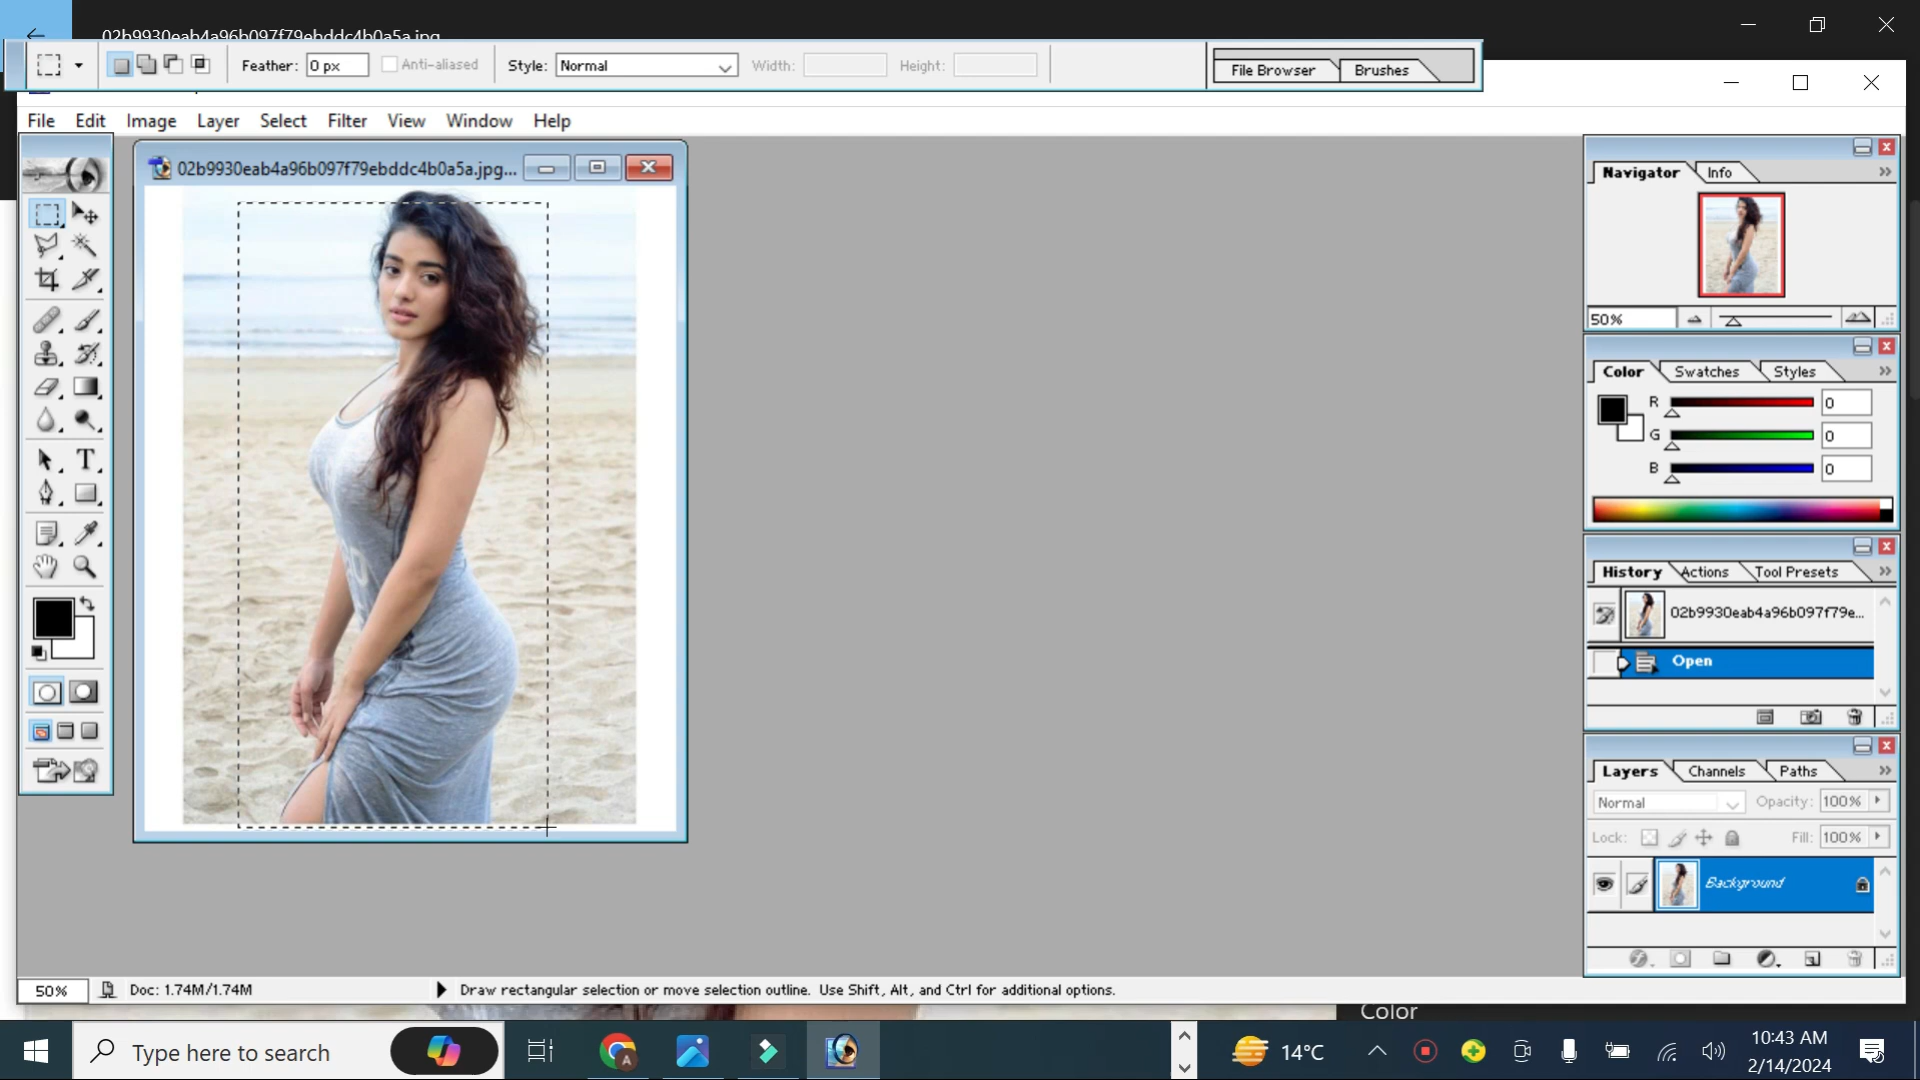 02b9930eab4a96b097f79ebddc4b0a5a.jpg
Feather: 0 px Anti-aliased Style: Normal Width: Height: File Browser Brushes
File Edit Image Layer Select Filter View Window Help
02b9930eab4a96b097f79ebddc4b0a5a.jpg...
Navigator Info
50%
Color Swatches Styles
R 0
G 0
B 0
T
History Actions Tool Presets
02b9930eab4a96b097f79e...
Open
Layers Channels Paths
Normal Opacity: 100%
Lock: Fill: 100%
Background
50% Doc: 1.74M/1.74M Draw rectangular selection or move selection outline. Use Shift, Alt, and Ctrl for additional options.
Color
Type here to search
A
14°C
10:43 AM
2/14/2024